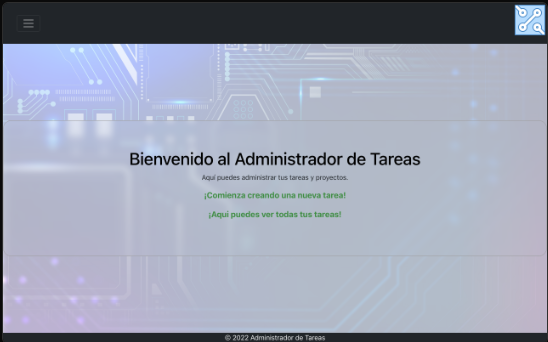 Bienvenido al Administrador de Tareas
Aquí puedes administrar tus tareas y proyectos.
¡Comienza creando una nueva tarea!
¡Aquí puedes ver todas tus tareas!
© 2022 Administrador de Tareas